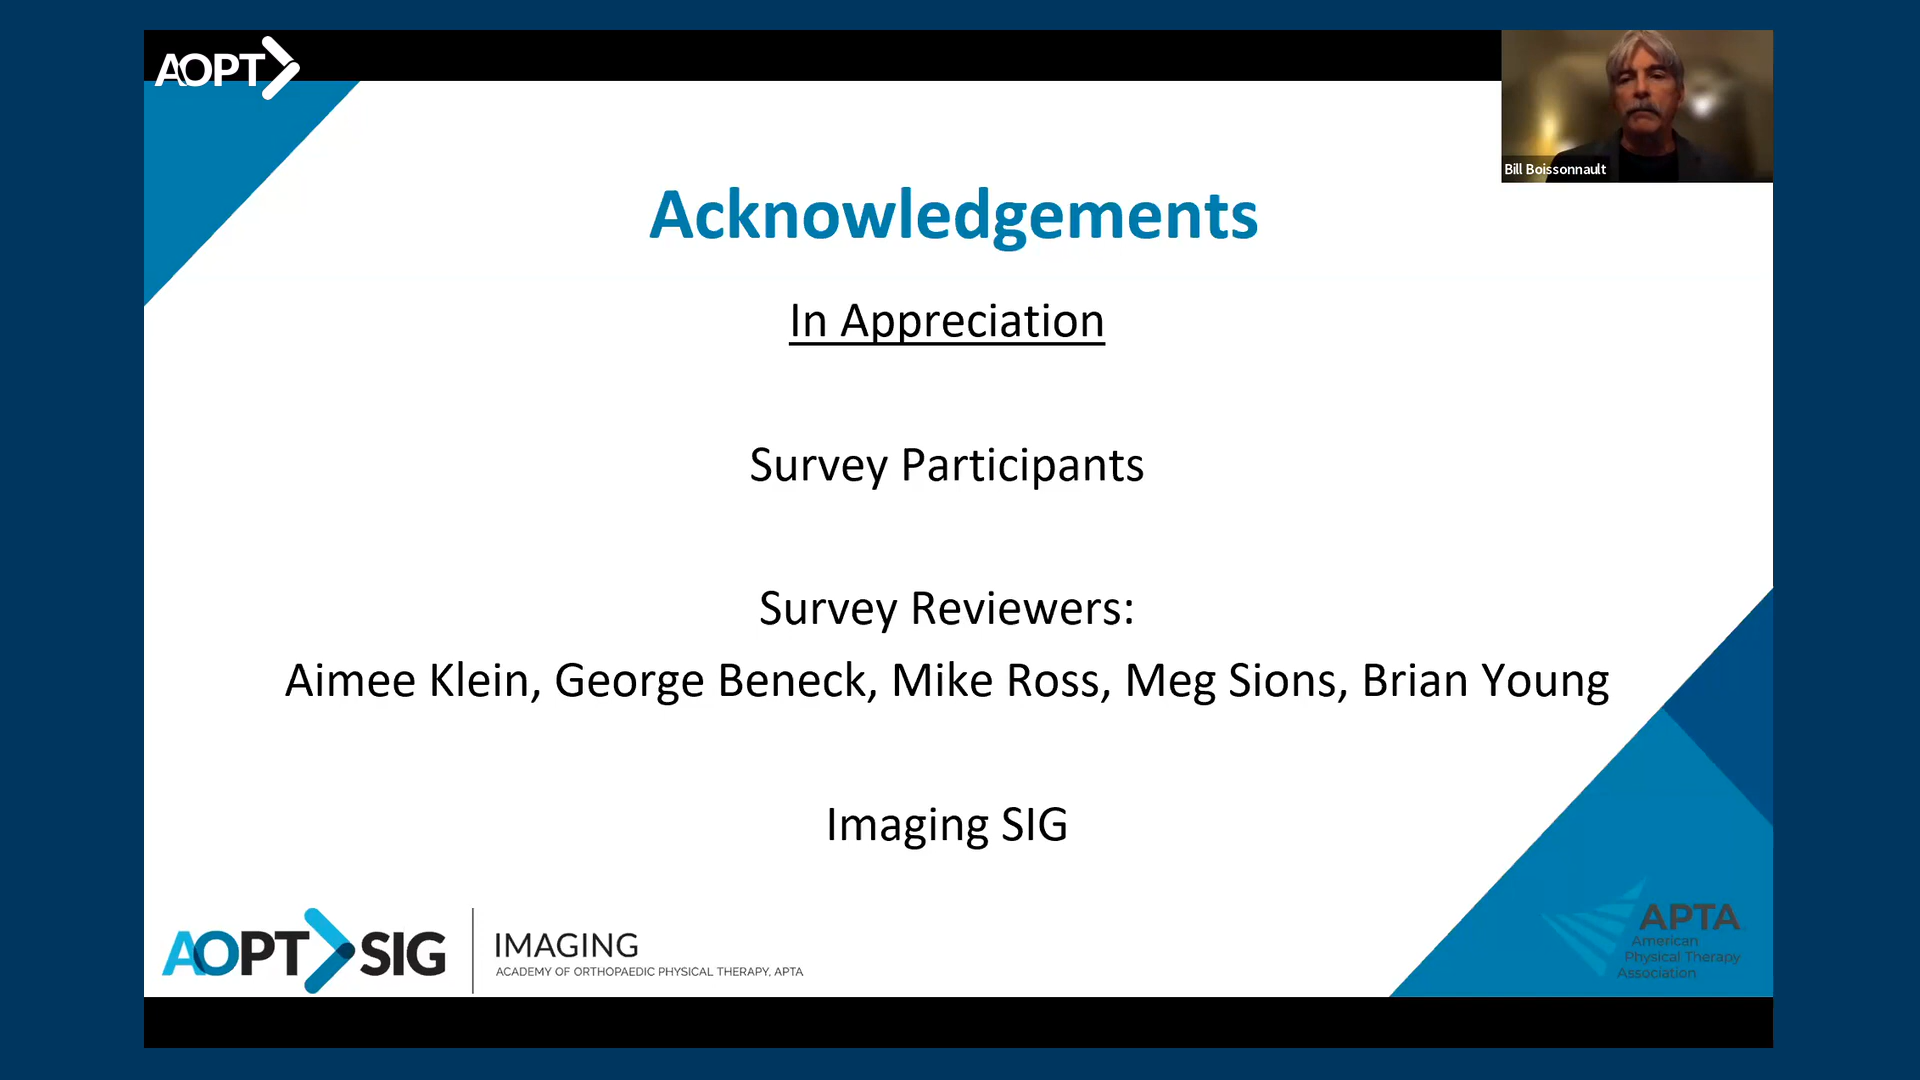 AOPT
Bill Boissonnault
Acknowledgements
In Appreciation
Survey Participants
Survey Reviewers:
Aimee Klein, George Beneck, Mike Ross, Meg Sions, Brian Young
Imaging SIG
AOPT SIG
IMAGING
ACADEMY OF ORTHOPAEDIC PHYSICAL THERAPY, APTA
APTA
American
Physical Therapy
Association